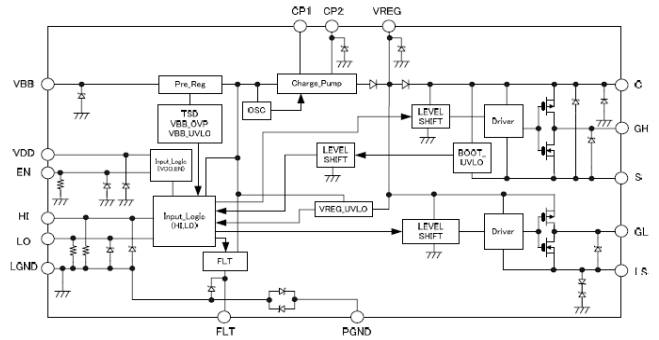 CP1
CP2
VREG
VBB
Pre_Reg
Charge_Pump
C
TSD
VBB_OVP
VBB_UVLO
OSC
LEVEL
SHIFT
Driver
GH
VDD
EN
Input_Logic
(VDD,EN)
LEVEL
SHIFT
BOOT_
UVLO
S
HI
LO
LGND
Input_Logic
(HI,LO)
VREG_UVLO
LEVEL
SHIFT
Driver
GL
LS
FLT
FLT
PGND